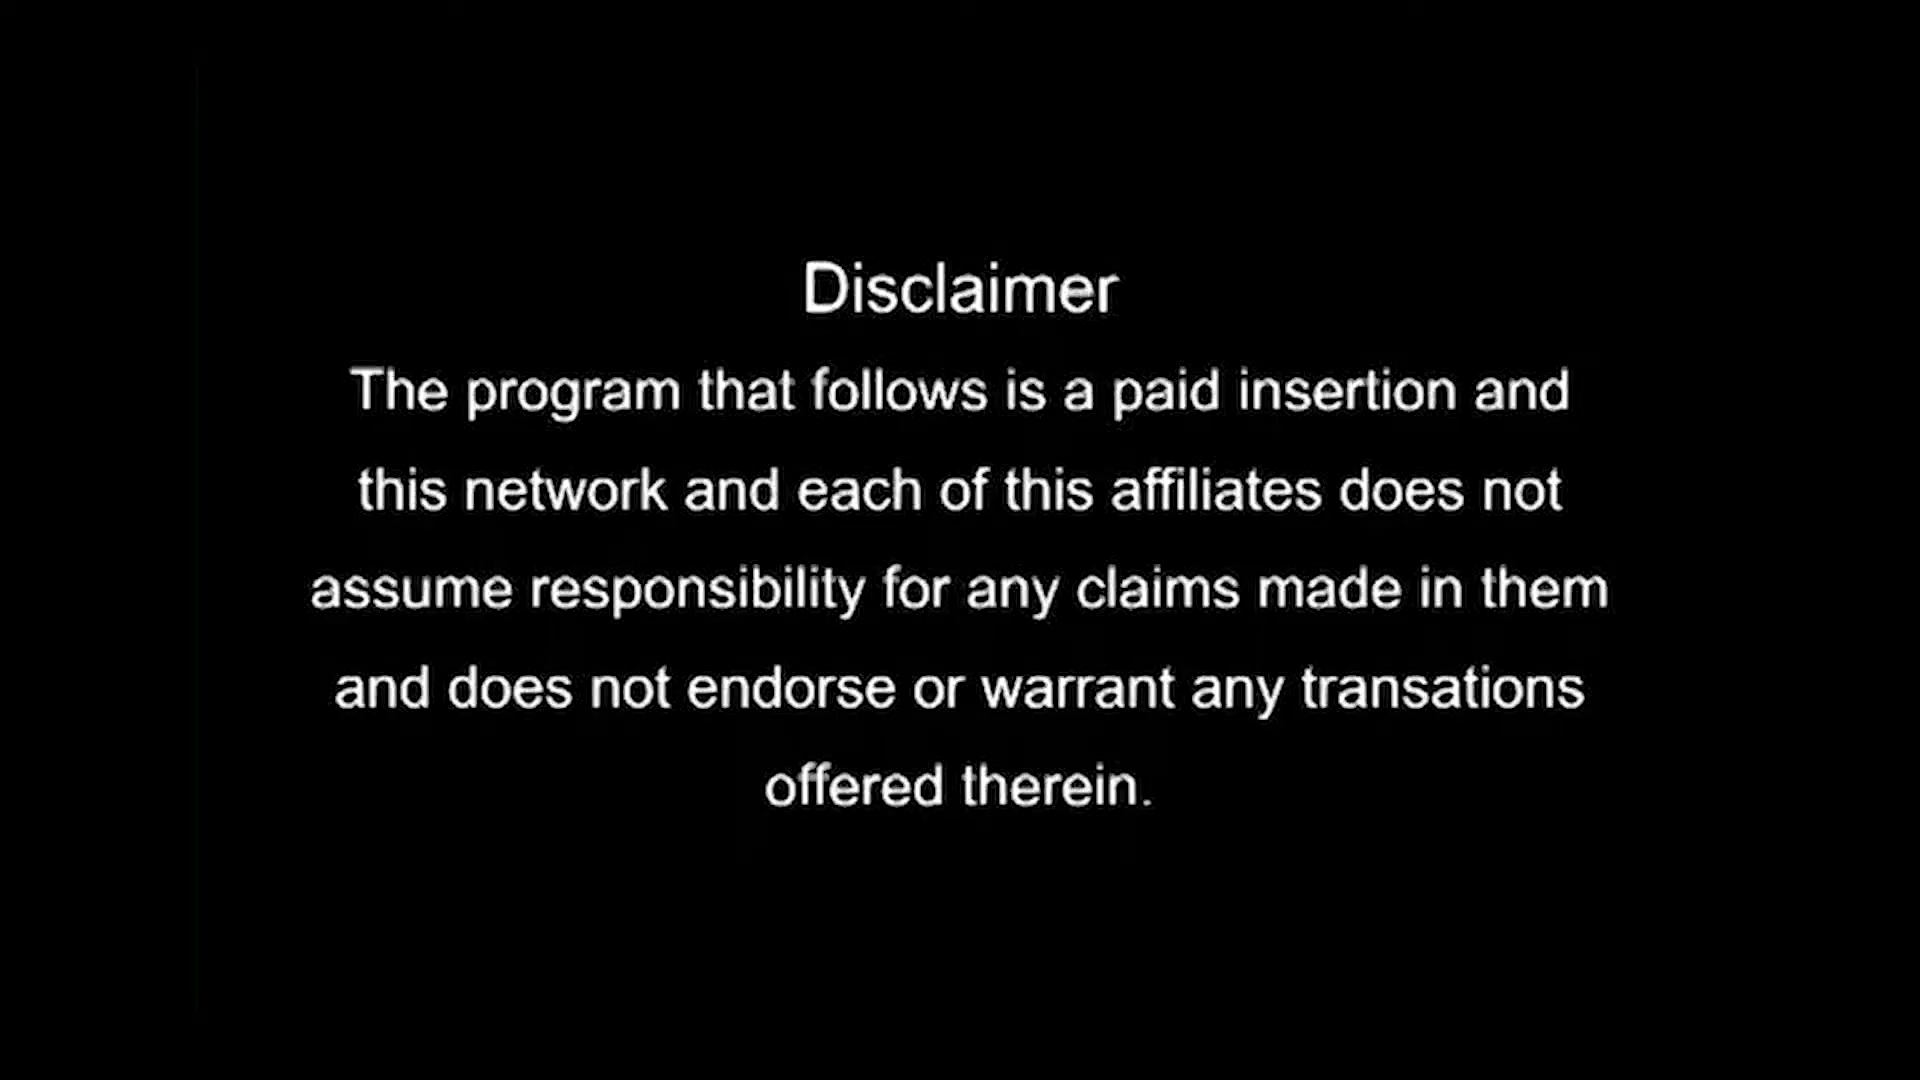 Disclaimer
The program that follows is a paid insertion and
this network and each of this affiliates does not
assume responsibility for any claims made in them
and does not endorse or warrant any transations
offered therein.